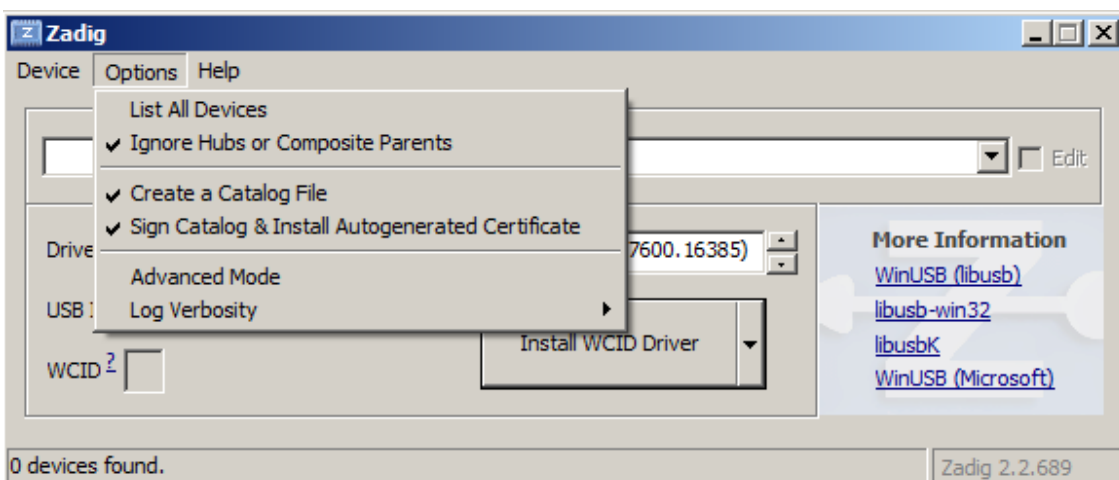 Zadig
Device Options Help
List All Devices
Ignore Hubs or Composite Parents
Edit
Create a Catalog File
Sign Catalog & Install Autogenerated Certificate
7600.16385)
More Information
Advanced Mode
WinUSB (libusb)
USB
Log Verbosity
libusb-win32
Install WCID Driver
libusbK
WCID ?
WinUSB (Microsoft)
0 devices found.
Zadig 2.2.689